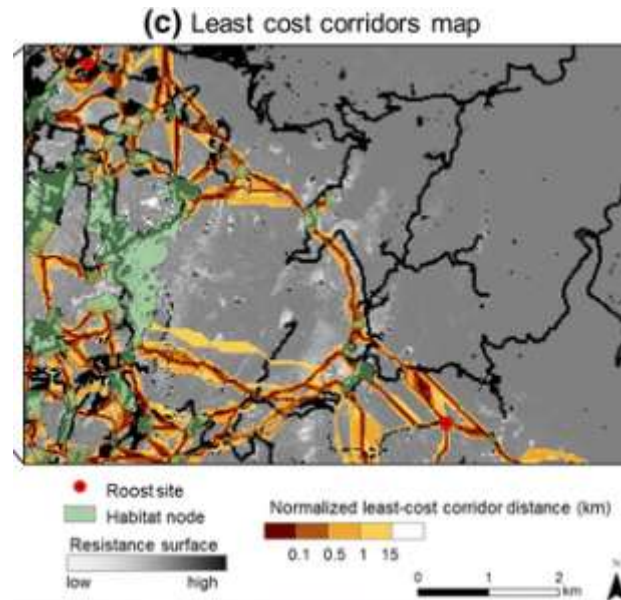 (c) Least cost corridors map
Roost site
Habitat node
Resistance surface
low high
Normalized least-cost corridor distance (km)
0.1 0.5 1 15
0 1 2
km